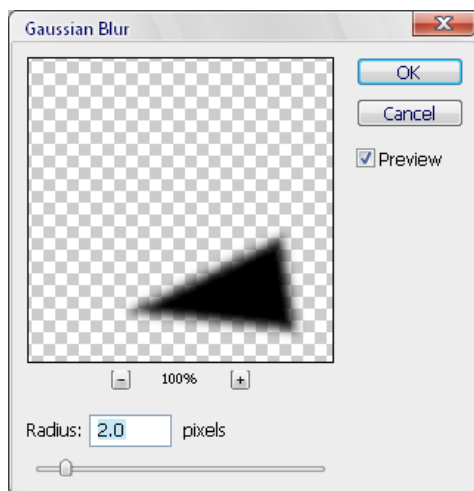 Gaussian Blur
OK
Cancel
Preview
- 100% +
Radius: 2.0 pixels